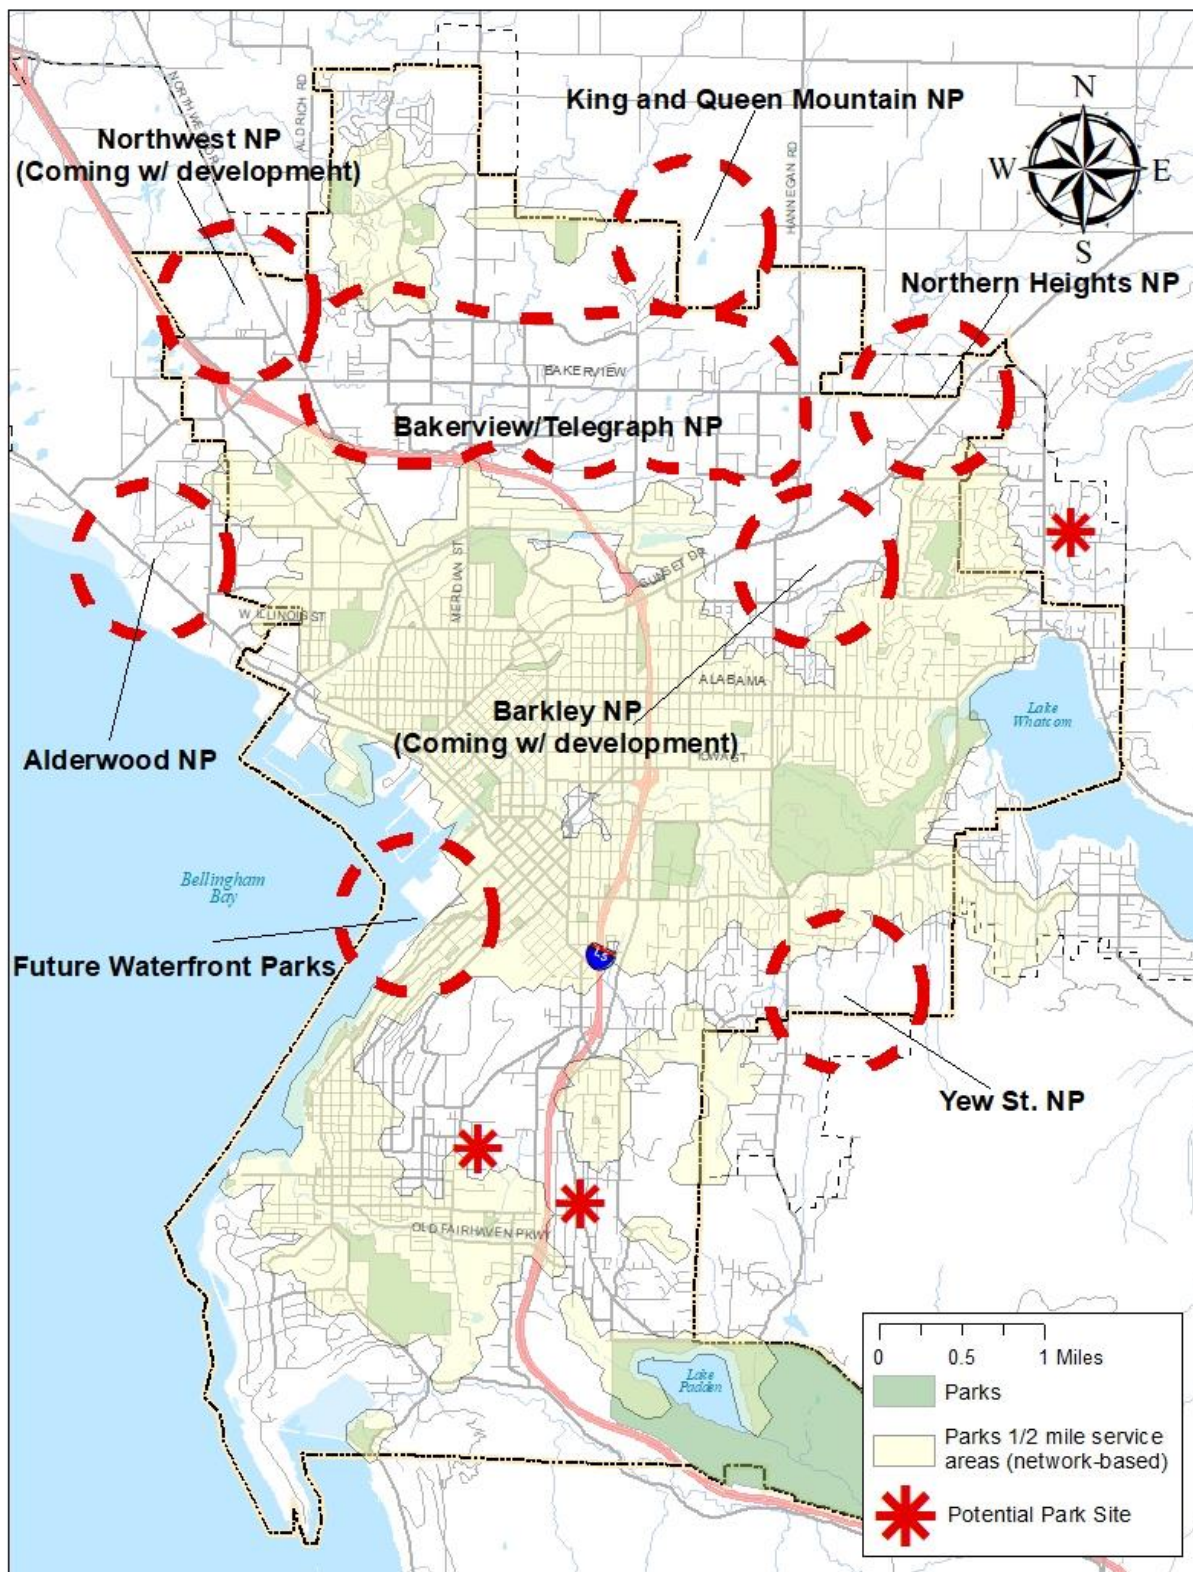 King and Queen Mountain NP
Northwest NP
(Coming w/ development)
NORTHWEST DR
ALDRICH RD
HANNEGAN RD
N
W
E
S
Northern Heights NP
BAKERVIEW
Bakerview/Telegraph NP
MERIDIAN ST
SUNSET DR
W ILLINOIS ST
ALABAMA
Barkley NP
(Coming w/ development)
IOWA ST
Lake
Whatcom
Alderwood NP
Bellingham
Bay
Future Waterfront Parks
I-5
Yew St. NP
OLD FAIRHAVEN PKWY
Lake
Padden
0 0.5 1 Miles
Parks
Parks 1/2 mile service
areas (network-based)
Potential Park Site